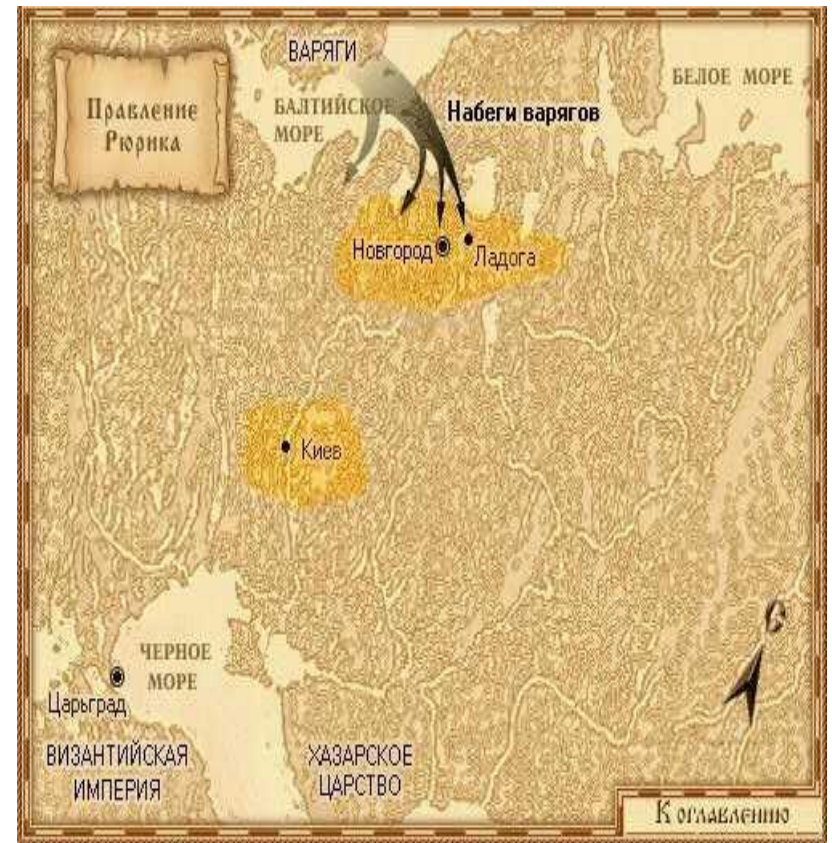 ВАРЯГИ
Правление
Рюрика
БАЛТИЙСКОЕ
МОРЕ
Набеги варягов
БЕЛОЕ МОРЕ
Новгород
Ладога
Киев
С
ЧЕРНОЕ
МОРЕ
Царьград
ВИЗАНТИЙСКАЯ
ИМПЕРИЯ
ХАЗАРСКОЕ
ЦАРСТВО
К оглавлению